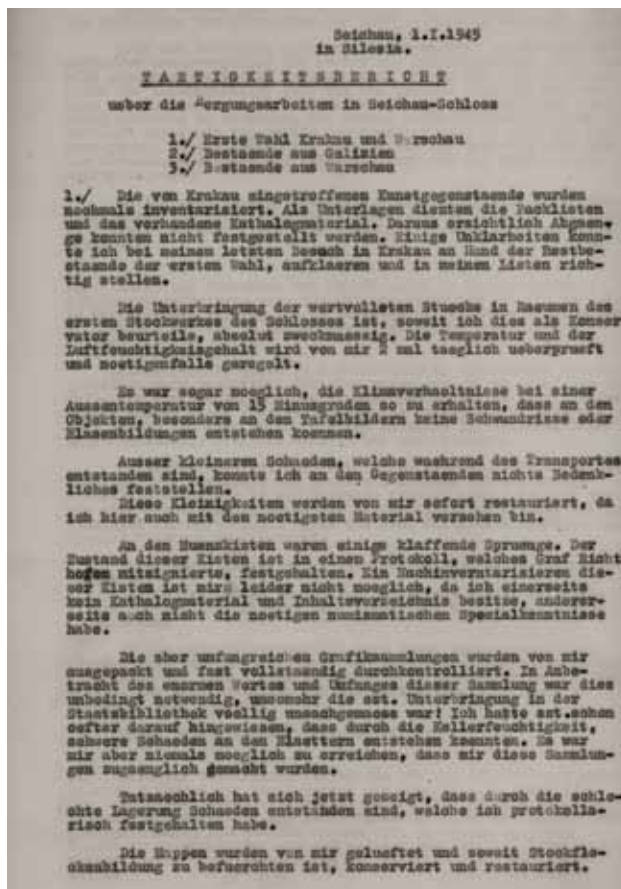 Seichau, 1.I.1945
in Silesia.
TAETIGKEITSBERICHT
ueber die Bergungsarbeiten in Seichau-Schloss
1./ Erste Wahl Krakau und Warschau
2./ Bestaende aus Galizien
3./ Bestaende aus Warschau
1./ Die von Krakau eingetroffenen Kunstgegenstaende wurden
nochmals inventarisiert. Als Unterlagen dienten die Packlisten
und das vorhandene Kathalogmaterial. Daraus ersichtlich Abgaen-
ge konnten nicht festgestellt werden. Einige Unklarheiten konn-
te ich bei meinem letzten Besuch in Krakau an Hand der Restbe-
staende der ersten Wahl, aufklaeren und in meinen Listen rich-
tig stellen.
Die Unterbringung der wertvollsten Stuecke in Raeumen des
ersten Stockwerkes des Schlosses ist, soweit ich dies als Konser
vator beurteile, absolut zweckmaessig. Die Temperatur und der
Luftfeuchtigkeitsgehalt wird von mir 2 mal taeglich ueberprueft
und noetigenfalls geregelt.
Es war sogar moeglich, die Klimaverhaeltnisse bei einer
Aussentemperatur von 15 Minusgraden so zu erhalten, dass an den
Objekten, besonders an den Tafelbildern keine Schwundrisse oder
Blasenbildungen entstehen koennen.
Ausser kleineren Schaeden, welche waehrend des Transportes
entstanden sind, konnte ich an den Gegenstaenden nichts Bedenk-
liches feststellen.
Diese Kleinigkeiten werden von mir sofort restauriert, da
ich hier auch mit den noetigsten Material versehen bin.
An den Muenzkisten waren einige klaffende Spruenge. Der
Zustand dieser Kisten ist in einem Protokoll, welches Graf Richt
hofen mitsignierte, festgehalten. Ein Nachinventarisieren die-
ser Kisten ist mir leider nicht moeglich, da ich einerseits
kein Kathalogmaterial und Inhaltsverzeichnis besitze, anderer-
seits auch nicht die noetigen numismatischen Spezialkenntnisse
habe.
Die aber umfangreichen Grafiksammlungen wurden von mir
ausgepackt und fast vollstaendig durchkontrolliert. In Anbe-
tracht des enormen Wertes und Umfanges dieser Sammlung war dies
unbedingt notwendig, umsomehr die Unterbringung in der
Staatsbibliothek voellig unsachgemaess war! Ich hatte schon
oefter darauf hingewiesen, dass durch die Kellerfeuchtigkeit,
schwere Schaeden an den Blaettern entstehen koennten. Es war
mir aber niemals moeglich zu erreichen, dass mir diese Sammlun-
gen zugaenglich gemacht wurden.
Tatsaechlich hat sich jetzt gezeigt, dass durch die schle-
chte Lagerung Schaeden entstanden sind, welche ich protokolla-
risch festgehalten habe.
Die Mappen wurden von mir gelueftet und soweit Stockfle-
ckenbildung zu befuerchten ist, konserviert und restauriert.